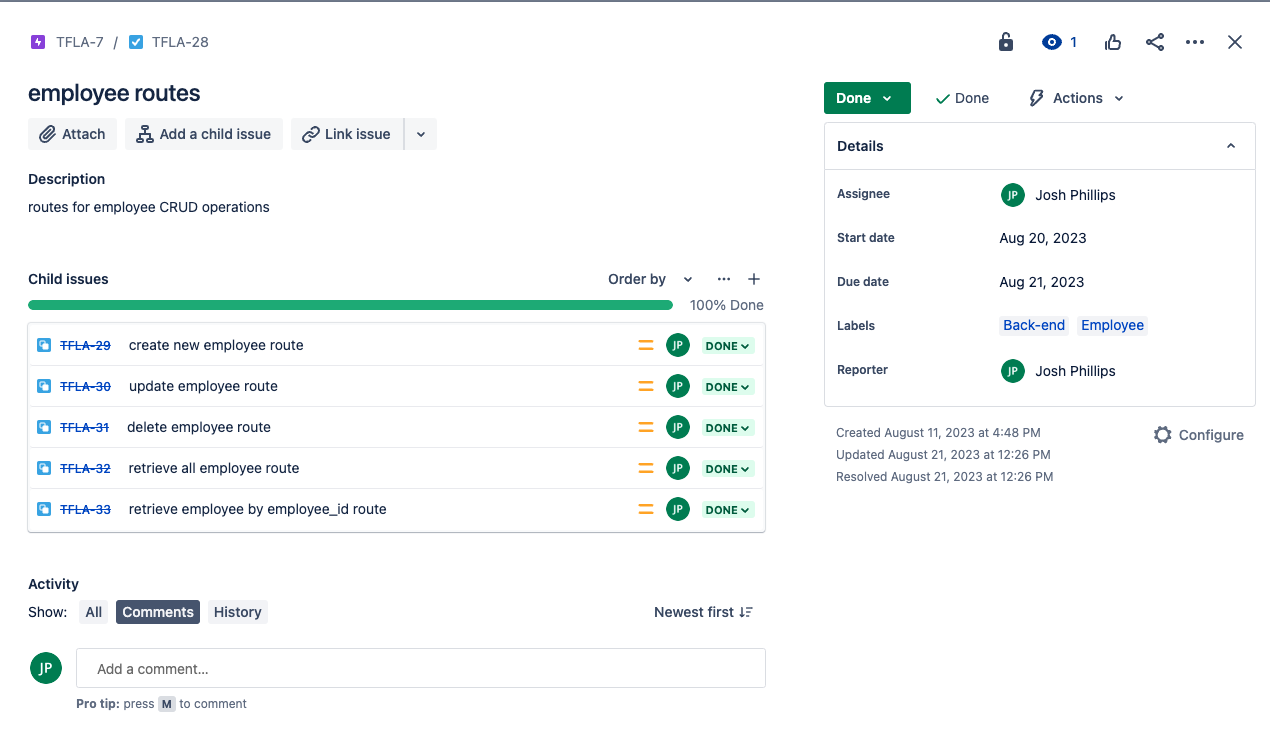 TFLA-7 / TFLA-28
1
employee routes
Attach Add a child issue Link issue
Description
routes for employee CRUD operations
Child issues Order by
100% Done
TFLA-29 create new employee route JP DONE
TFLA-30 update employee route JP DONE
TFLA-31 delete employee route JP DONE
TFLA-32 retrieve all employee route JP DONE
TFLA-33 retrieve employee by employee_id route JP DONE
Activity
Show: All Comments History Newest first
JP Add a comment...
Pro tip: press M to comment
Done Done Actions
Details
Assignee JP Josh Phillips
Start date Aug 20, 2023
Due date Aug 21, 2023
Labels Back-end Employee
Reporter JP Josh Phillips
Created August 11, 2023 at 4:48 PM Configure
Updated August 21, 2023 at 12:26 PM
Resolved August 21, 2023 at 12:26 PM